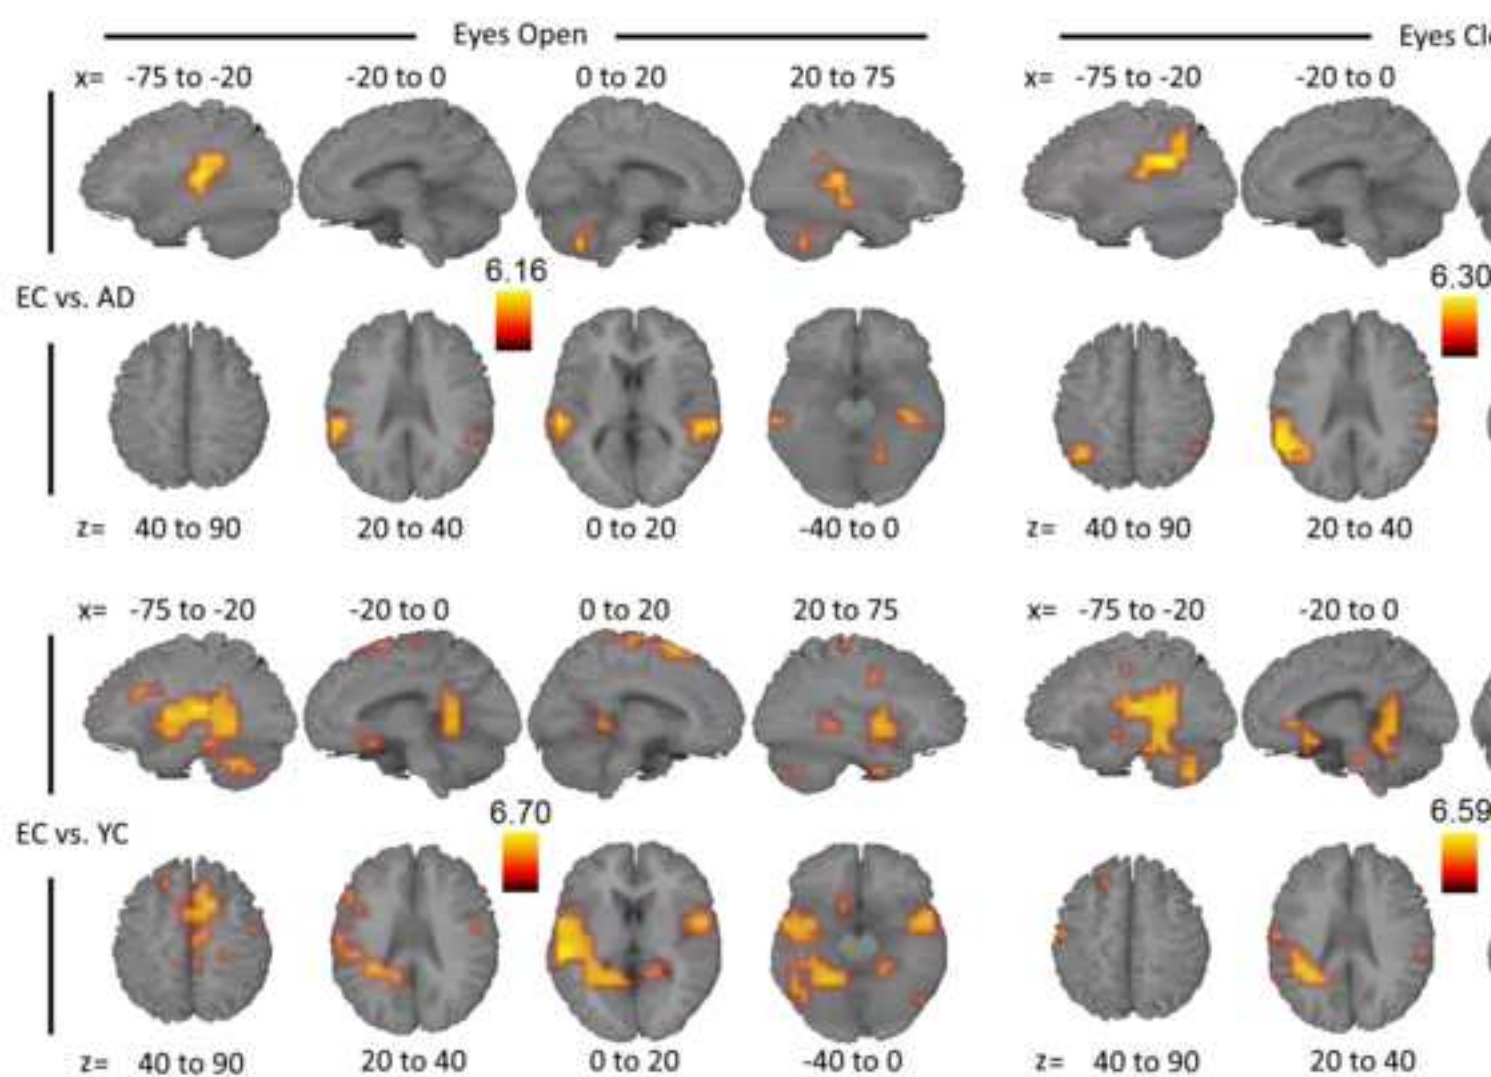 Eyes Open Eyes Clo
x= -75 to -20 -20 to 0 0 to 20 20 to 75 x= -75 to -20 -20 to 0
6.16 6.30
EC vs. AD
z= 40 to 90 20 to 40 0 to 20 -40 to 0 z= 40 to 90 20 to 40
x= -75 to -20 -20 to 0 0 to 20 20 to 75 x= -75 to -20 -20 to 0
6.70 6.59
EC vs. YC
z= 40 to 90 20 to 40 0 to 20 -40 to 0 z= 40 to 90 20 to 40